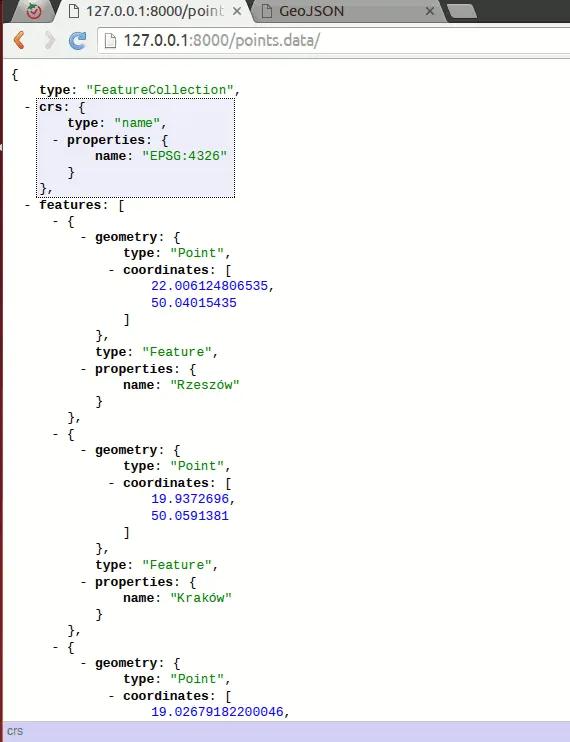 127.0.0.1:8000/point
GeoJSON
127.0.0.1:8000/points.data/
{
type: "FeatureCollection",
- crs: {
type: "name",
- properties: {
name: "EPSG:4326"
}
},
- features: [
- {
- geometry: {
type: "Point",
- coordinates: [
22.006124806535,
50.04015435
]
},
type: "Feature",
- properties: {
name: "Rzeszów"
}
},
- {
- geometry: {
type: "Point",
- coordinates: [
19.9372696,
50.0591381
]
},
type: "Feature",
- properties: {
name: "Kraków"
}
},
- {
- geometry: {
type: "Point",
- coordinates: [
19.02679182200046,
crs